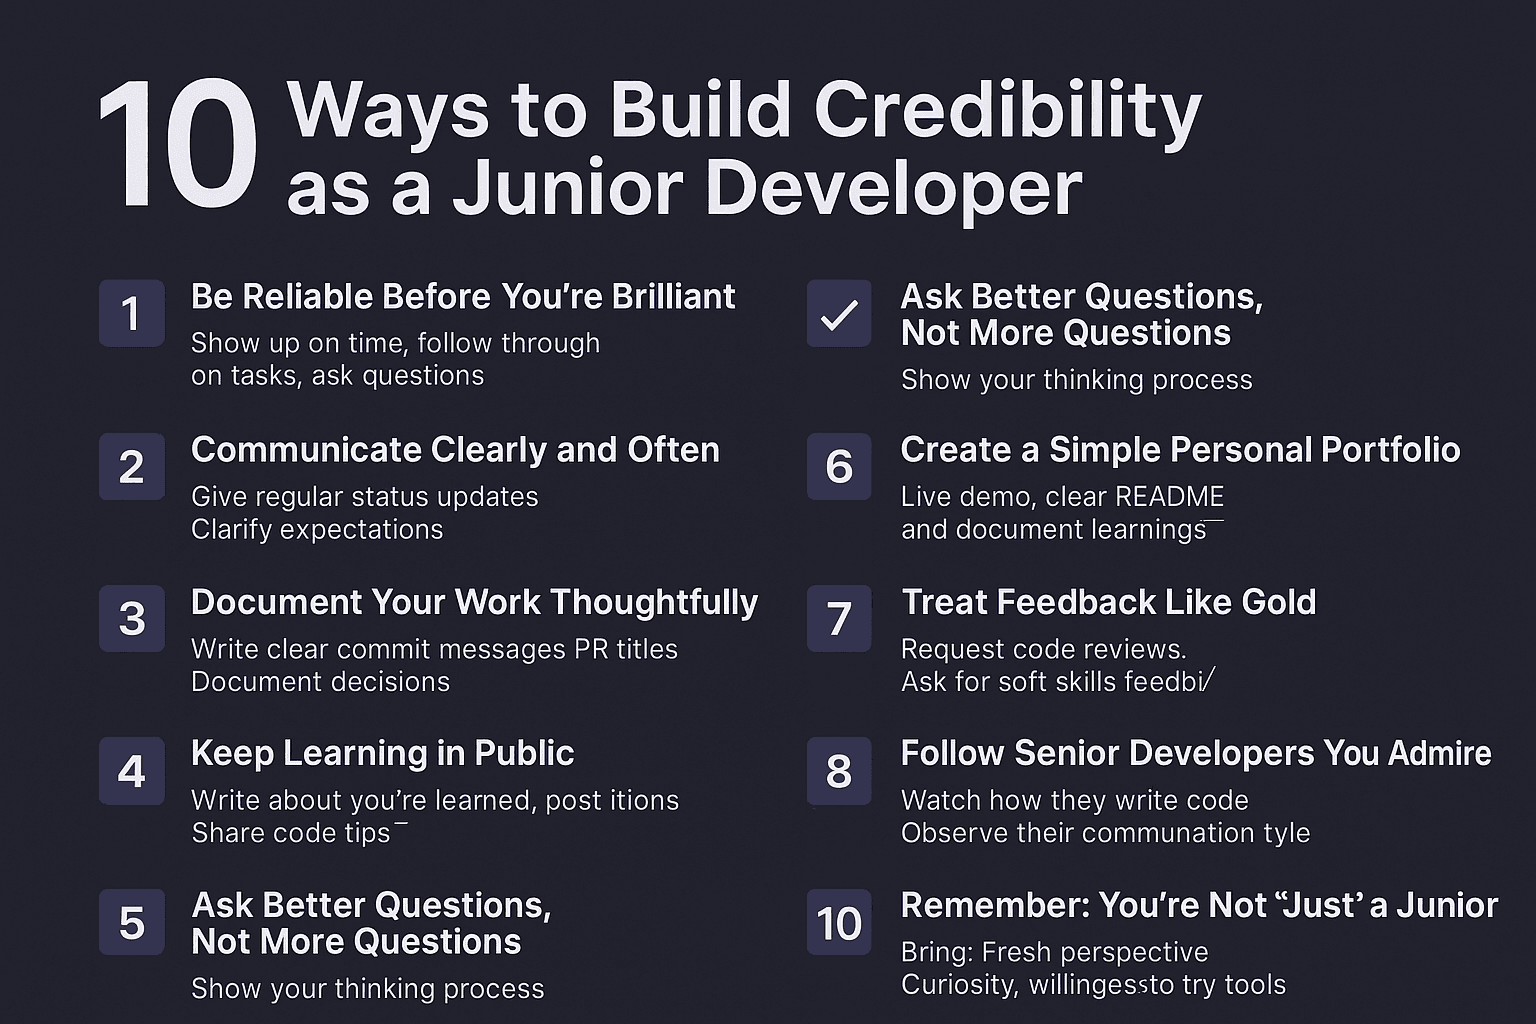 10 Ways to Build Credibility
as a Junior Developer
1 Be Reliable Before You're Brilliant
Show up on time, follow through
on tasks, ask questions
2 Communicate Clearly and Often
Give regular status updates
Clarify expectations
3 Document Your Work Thoughtfully
Write clear commit messages PR titles
Document decisions
4 Keep Learning in Public
Write about you're learned, post itions
Share code tips
5 Ask Better Questions,
Not More Questions
Show your thinking process
✓ Ask Better Questions,
Not More Questions
Show your thinking process
6 Create a Simple Personal Portfolio
Live demo, clear README
and document learnings
7 Treat Feedback Like Gold
Request code reviews.
Ask for soft skills feedbi/
8 Follow Senior Developers You Admire
Watch how they write code
Observe their communation tyle
10 Remember: You're Not “Just’ a Junior
Bring: Fresh perspective
Curiosity, willingessto try tools